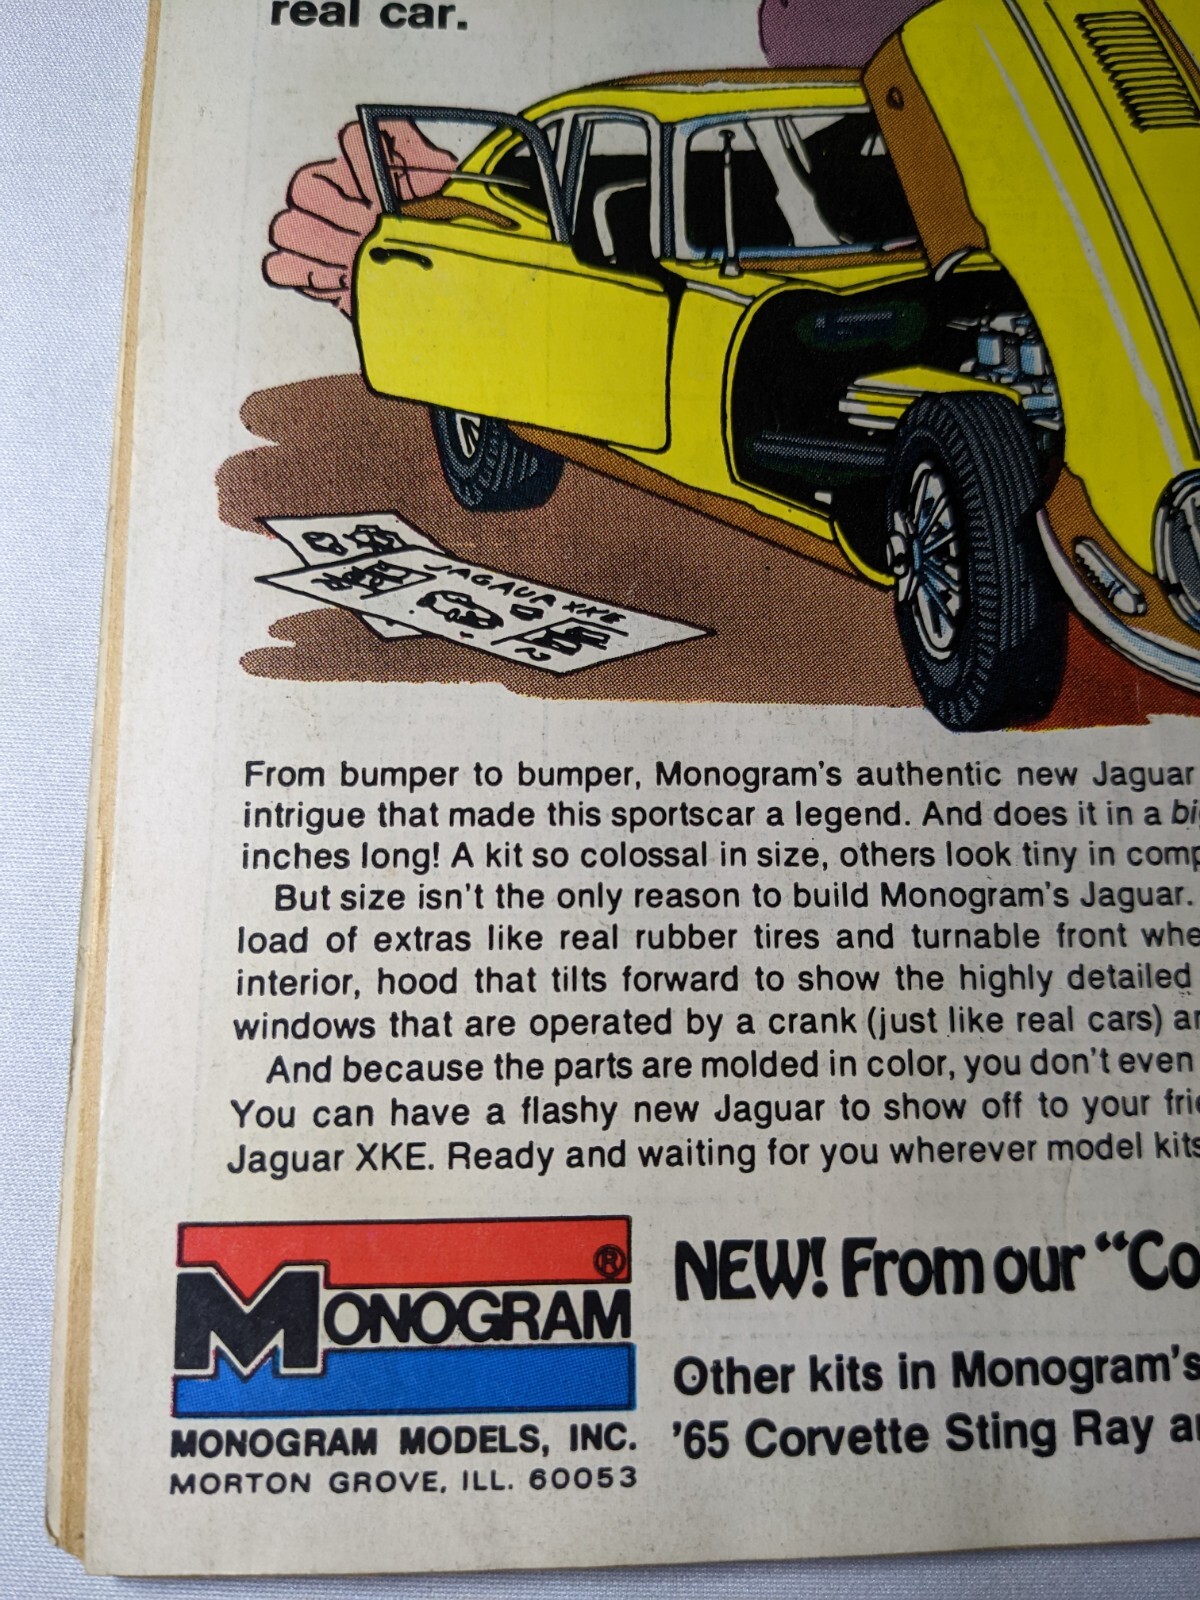 real car.
JAGAUR XKE
From bumper to bumper, Monogram's authentic new Jaguar
intrigue that made this sportscar a legend. And does it in a
inches long! A kit so colossal in size, others look tiny in
But size isn't the only reason to build Monogram's Jaguar.
load of extras like real rubber tires and turnable front
interior, hood that tilts forward to show the highly detailed
windows that are operated by a crank (just like real cars)
And because the parts are molded in color, you don't even
You can have a flashy new Jaguar to show off to your
Jaguar XKE. Ready and waiting for you wherever model kits
MONOGRAM ®
MONOGRAM MODELS, INC.
MORTON GROVE, ILL. 60053
NEW! From our "Co
Other kits in Monogram's
'65 Corvette Sting Ray